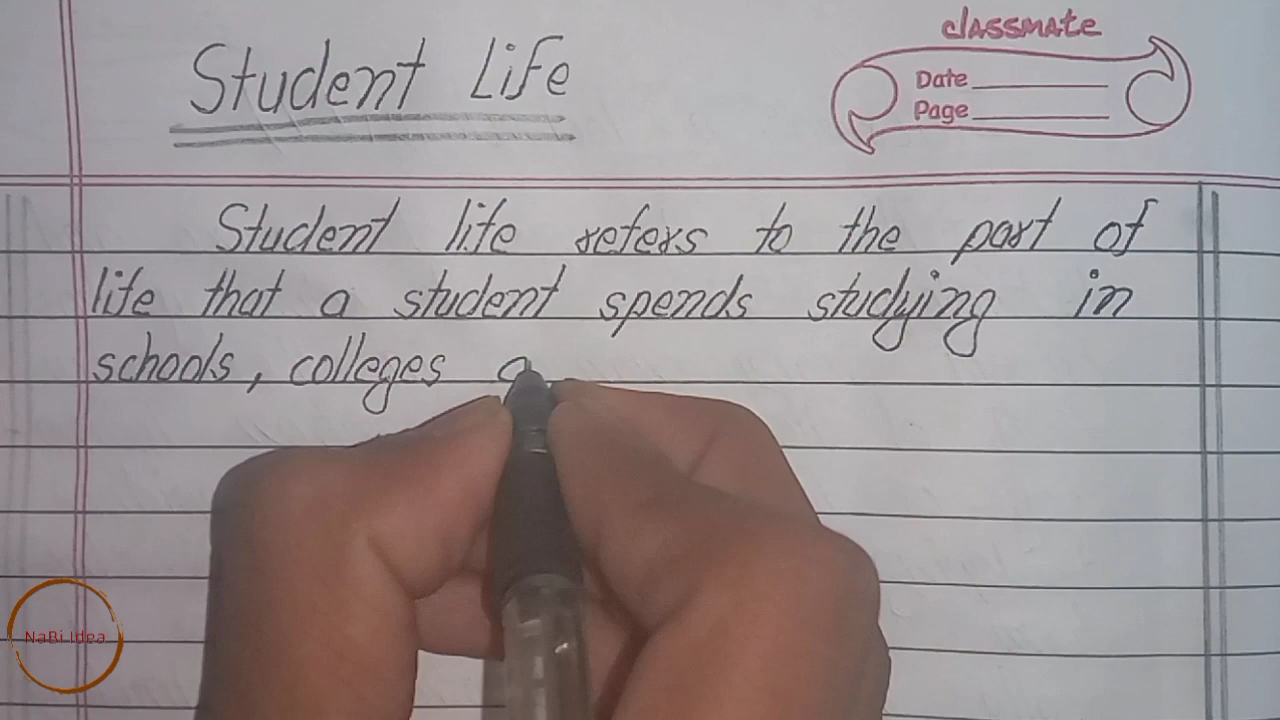 Student Life
classmate
Date
Page
Student life refers to the part of
life that a student spends studying in
schools, colleges a
NaBi Idea